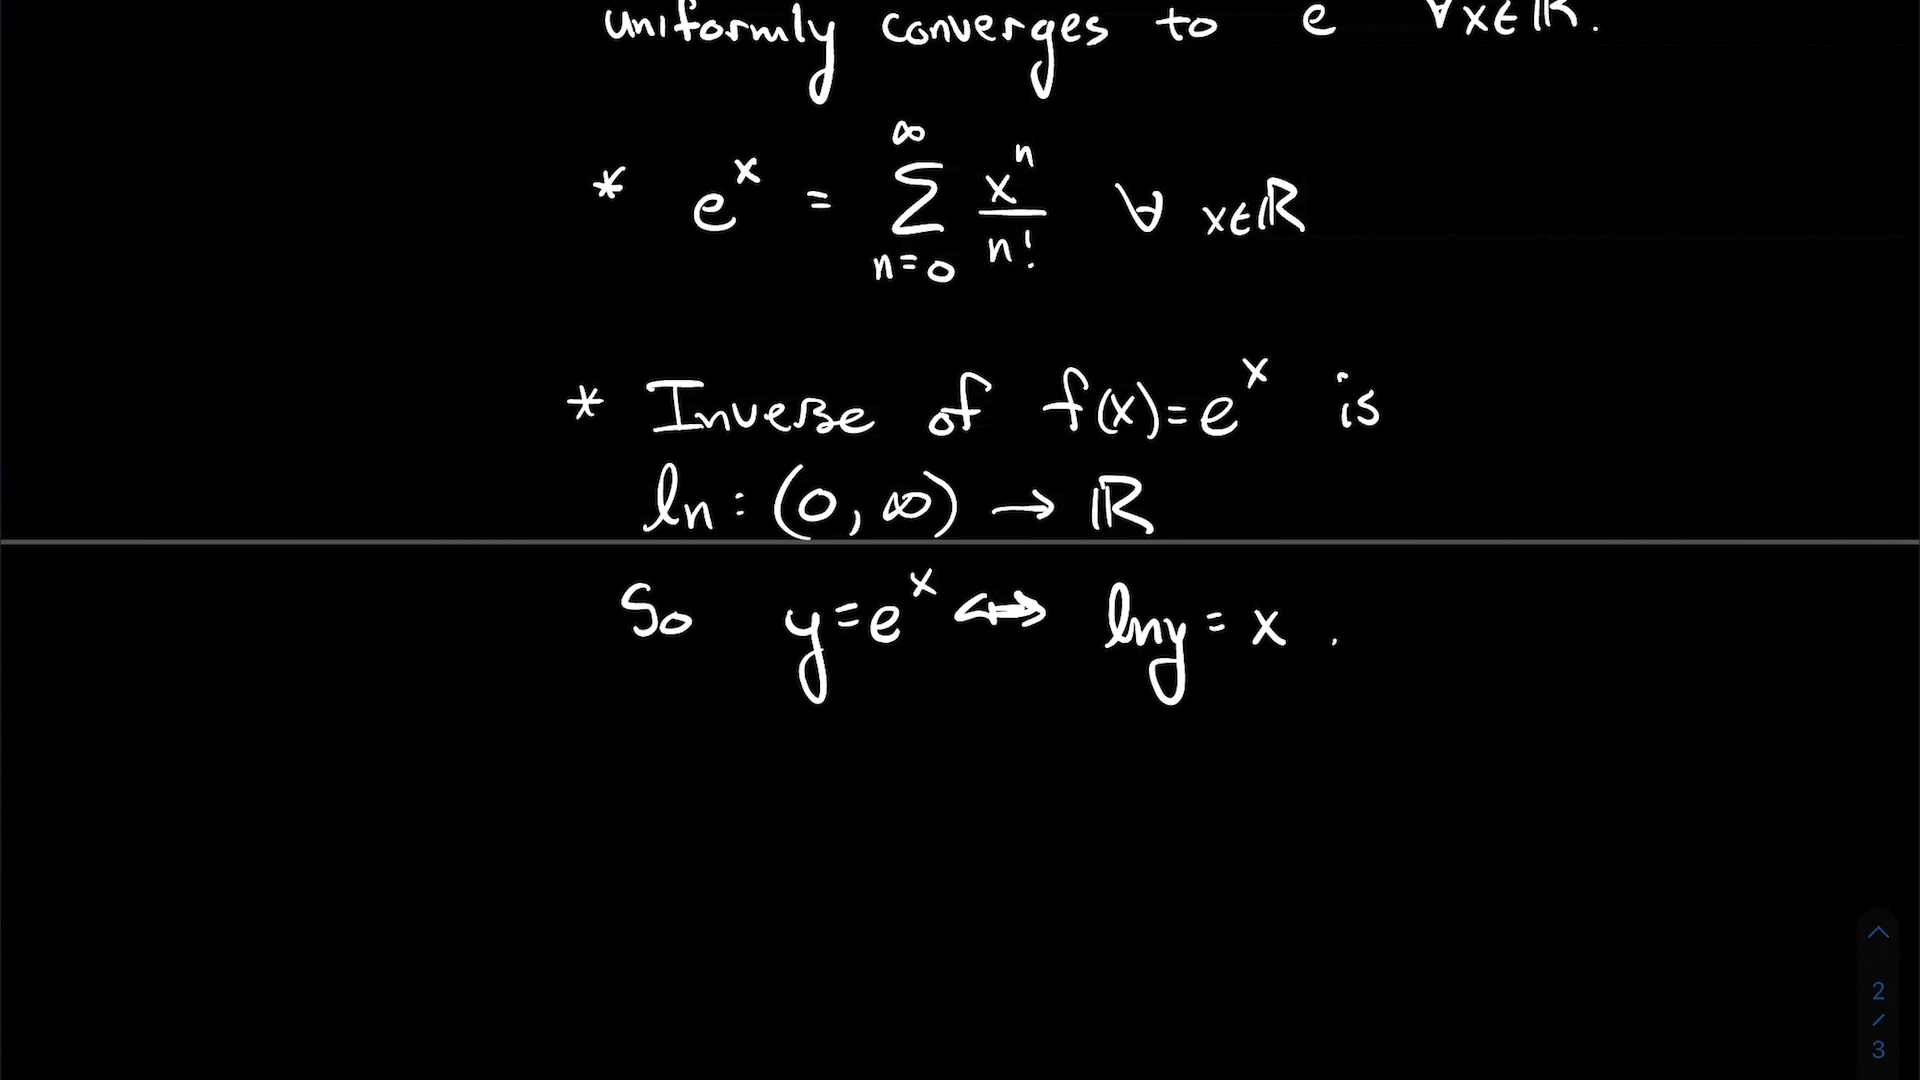 uniformly converges to e ∀x∈ℝ.
* e^x = ∑_{n=0}^{∞} x^n/n! ∀ x∈ℝ
* Inverse of f(x)=e^x is
ln: (0,∞) → ℝ
So y=e^x ⟺ lny = x .
2
/
3